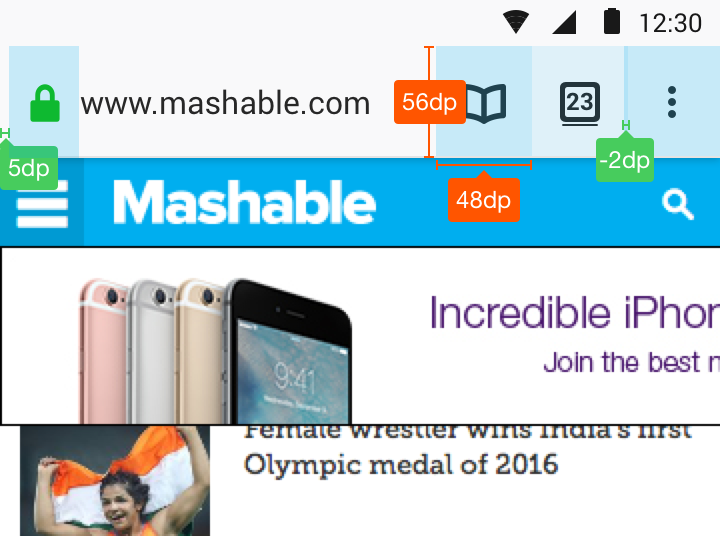 12:30
www.mashable.com
56dp
23
5dp
-2dp
48dp
Mashable
Incredible iPhor
9:41
Join the best
Female wrestler wins India's first
Olympic medal of 2016